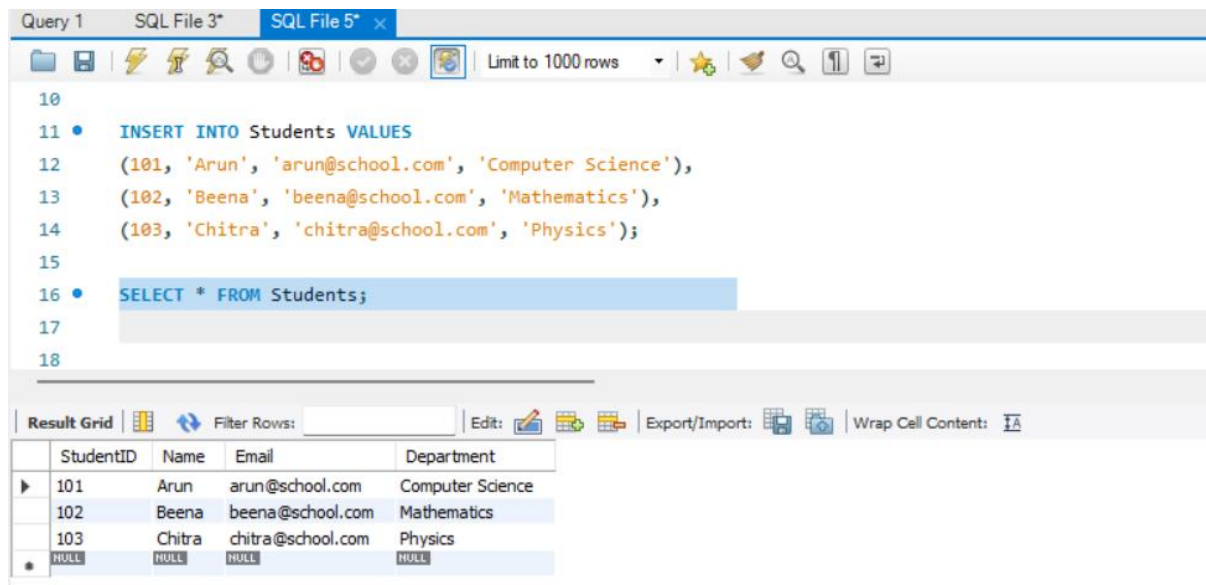 Query 1 SQL File 3* SQL File 5* ×
Limit to 1000 rows
10
11 INSERT INTO Students VALUES
12 (101, 'Arun', 'arun@school.com', 'Computer Science'),
13 (102, 'Beena', 'beena@school.com', 'Mathematics'),
14 (103, 'Chitra', 'chitra@school.com', 'Physics');
15
16 SELECT * FROM Students;
17
18
Result Grid Filter Rows: Edit: Export/Import: Wrap Cell Content: IA
StudentID Name Email Department
101 Arun arun@school.com Computer Science
102 Beena beena@school.com Mathematics
103 Chitra chitra@school.com Physics
NULL NULL NULL NULL